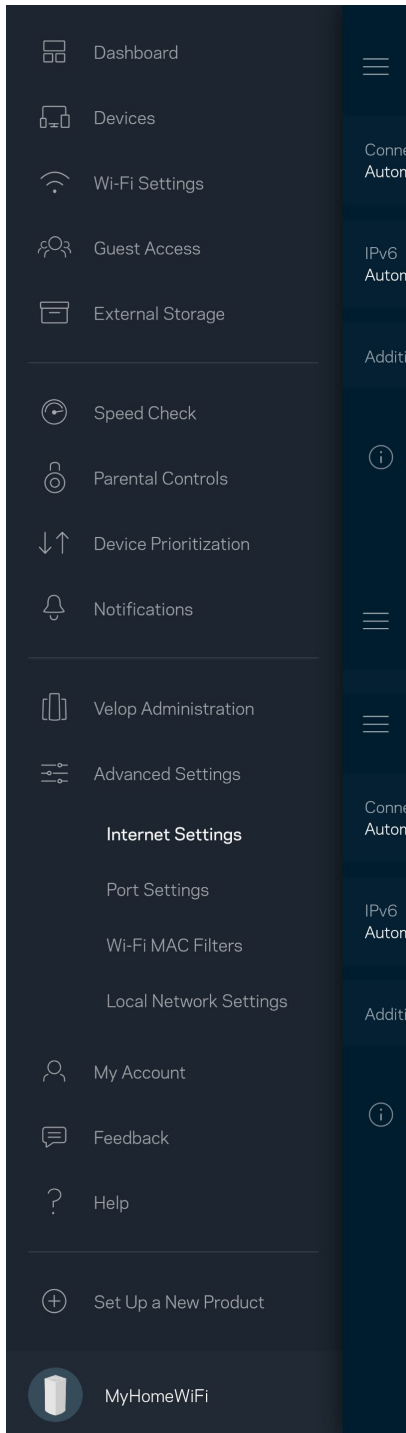 Dashboard
Devices
Wi-Fi Settings
Guest Access
External Storage
Speed Check
Parental Controls
Device Prioritization
Notifications
Velop Administration
Advanced Settings
Internet Settings
Port Settings
Wi-Fi MAC Filters
Local Network Settings
My Account
Feedback
Help
Set Up a New Product
MyHomeWiFi
IPv6
IPv6